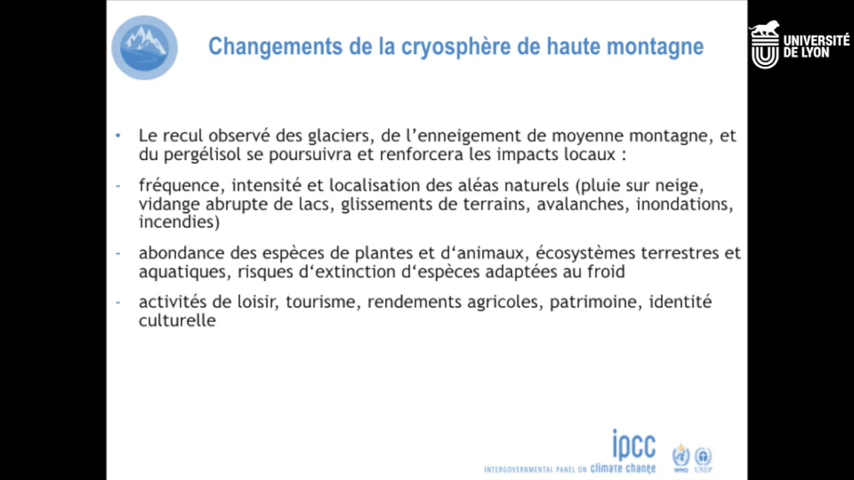 Changements de la cryosphère de haute montagne
UNIVERSITÉ
DE LYON
• Le recul observé des glaciers, de l’enneigement de moyenne montagne, et
du pergélisol se poursuivra et renforcera les impacts locaux :
- fréquence, intensité et localisation des aléas naturels (pluie sur neige,
vidange abrupte de lacs, glissements de terrains, avalanches, inondations,
incendies)
- abondance des espèces de plantes et d‘animaux, écosystèmes terrestres et
aquatiques, risques d‘extinction d‘espèces adaptées au froid
- activités de loisir, tourisme, rendements agricoles, patrimoine, identité
culturelle
ipcc
INTERGOVERNMENTAL PANEL ON climate change
WMO
UNEP